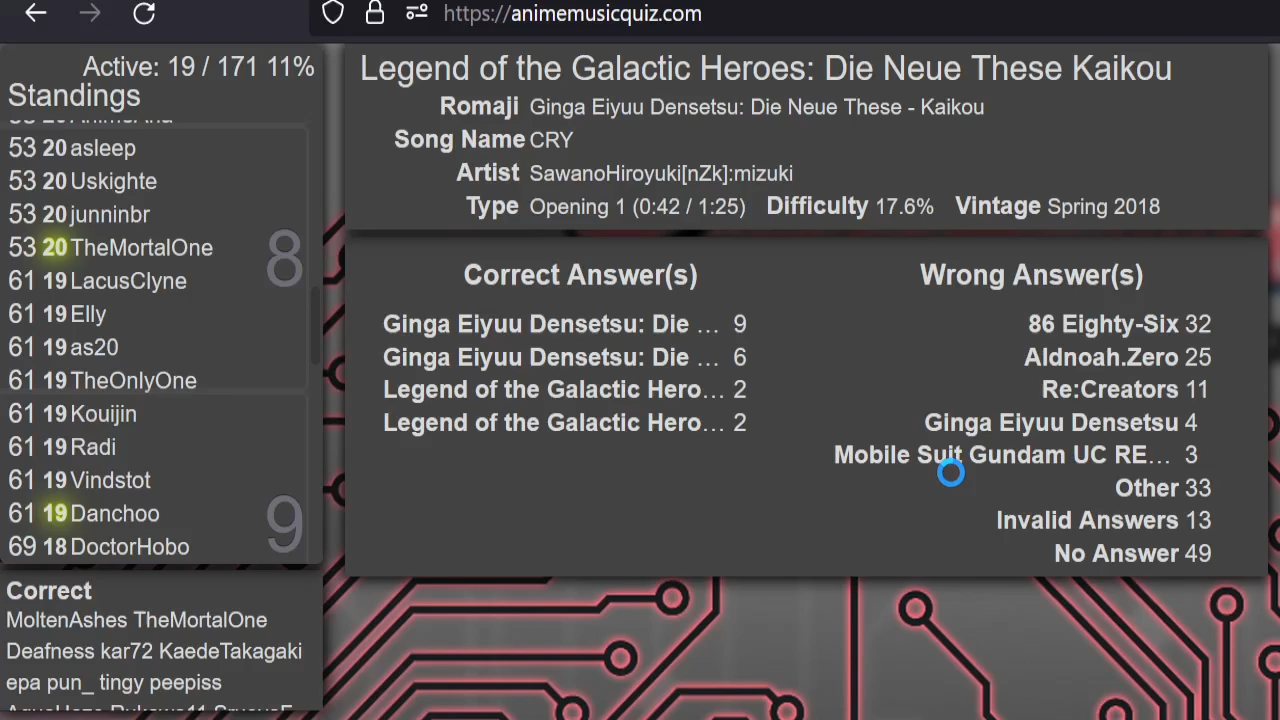 https://animemusicquiz.com
Active: 19 / 171 11%
Standings
53 20 asleep
53 20 Uskighte
53 20 junninbr
53 20 TheMortalOne
8
61 19 LacusClyne
61 19 Elly
61 19 as20
61 19 TheOnlyOne
61 19 Kouijin
61 19 Radi
61 19 Vindstot
61 19 Danchoo
9
69 18 DoctorHobo
Correct
MoltenAshes TheMortalOne
Deafness kar72 KaedeTakagaki
epa pun_ tingy peepiss
Legend of the Galactic Heroes: Die Neue These Kaikou
Romaji Ginga Eiyuu Densetsu: Die Neue These - Kaikou
Song Name CRY
Artist SawanoHiroyuki[nZk]:mizuki
Type Opening 1 (0:42 / 1:25) Difficulty 17.6% Vintage Spring 2018
Correct Answer(s)
Ginga Eiyuu Densetsu: Die ... 9
Ginga Eiyuu Densetsu: Die ... 6
Legend of the Galactic Hero... 2
Legend of the Galactic Hero... 2
Wrong Answer(s)
86 Eighty-Six 32
Aldnoah.Zero 25
Re:Creators 11
Ginga Eiyuu Densetsu 4
Mobile Suit Gundam UC RE... 3
Other 33
Invalid Answers 13
No Answer 49